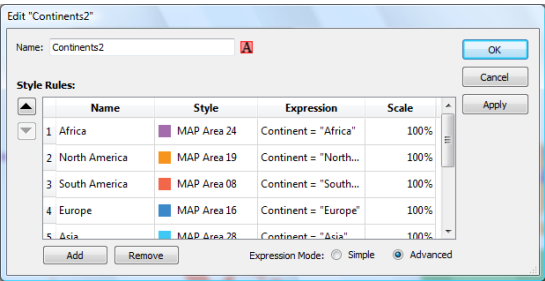 Edit "Continents2"
Name: Continents2 A OK
Cancel
Style Rules:
Apply
Name Style Expression Scale
1 Africa MAP Area 24 Continent = "Africa" 100%
2 North America MAP Area 19 Continent = "North... 100%
3 South America MAP Area 08 Continent = "South... 100%
4 Europe MAP Area 16 Continent = "Europe" 100%
5 Asia MAP Area 28 Continent = "Asia" 100%
Add Remove Expression Mode: Simple Advanced